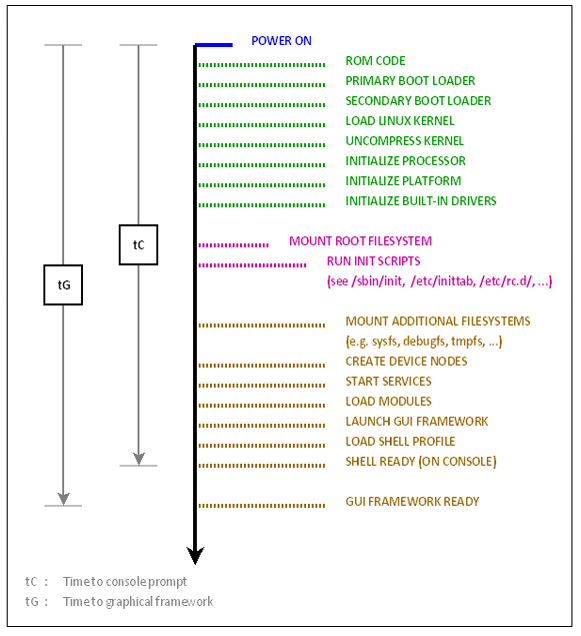 POWER ON
ROM CODE
PRIMARY BOOT LOADER
SECONDARY BOOT LOADER
LOAD LINUX KERNEL
UNCOMPRESS KERNEL
INITIALIZE PROCESSOR
INITIALIZE PLATFORM
INITIALIZE BUILT-IN DRIVERS
tC
MOUNT ROOT FILESYSTEM
RUN INIT SCRIPTS
(see /sbin/init, /etc/inittab, /etc/rc.d/, ...)
tG
MOUNT ADDITIONAL FILESYSTEMS
(e.g. sysfs, debugfs, tmpfs, ...)
CREATE DEVICE NODES
START SERVICES
LOAD MODULES
LAUNCH GUI FRAMEWORK
LOAD SHELL PROFILE
SHELL READY (ON CONSOLE)
GUI FRAMEWORK READY
tC : Time to console prompt
tG : Time to graphical framework